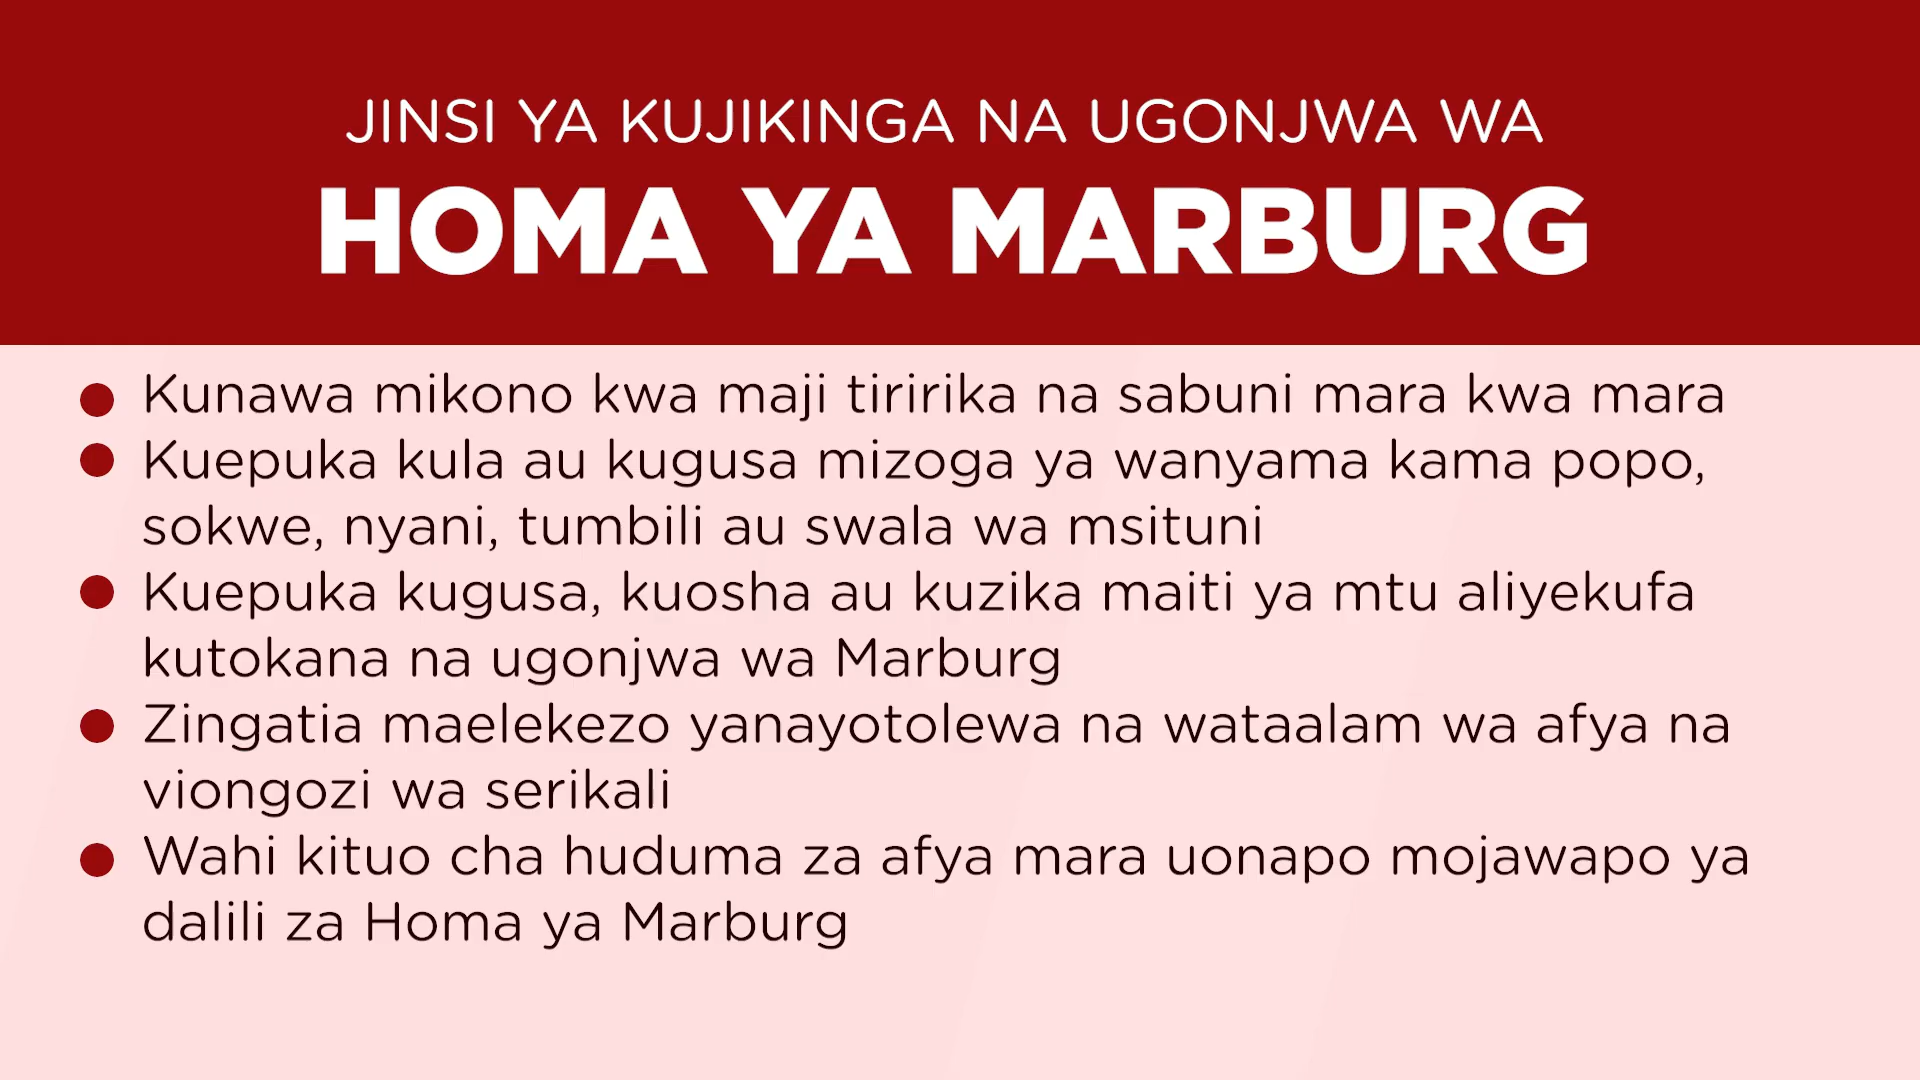 JINSI YA KUJIKINGA NA UGONJWA WA
HOMA YA MARBURG
● Kunawa mikono kwa maji tiririka na sabuni mara kwa mara
● Kuepuka kula au kugusa mizoga ya wanyama kama popo,
sokwe, nyani, tumbili au swala wa msituni
● Kuepuka kugusa, kuosha au kuzika maiti ya mtu aliyekufa
kutokana na ugonjwa wa Marburg
● Zingatia maelekezo yanayotolewa na wataalam wa afya na
viongozi wa serikali
● Wahi kituo cha huduma za afya mara uonapo mojawapo ya
dalili za Homa ya Marburg